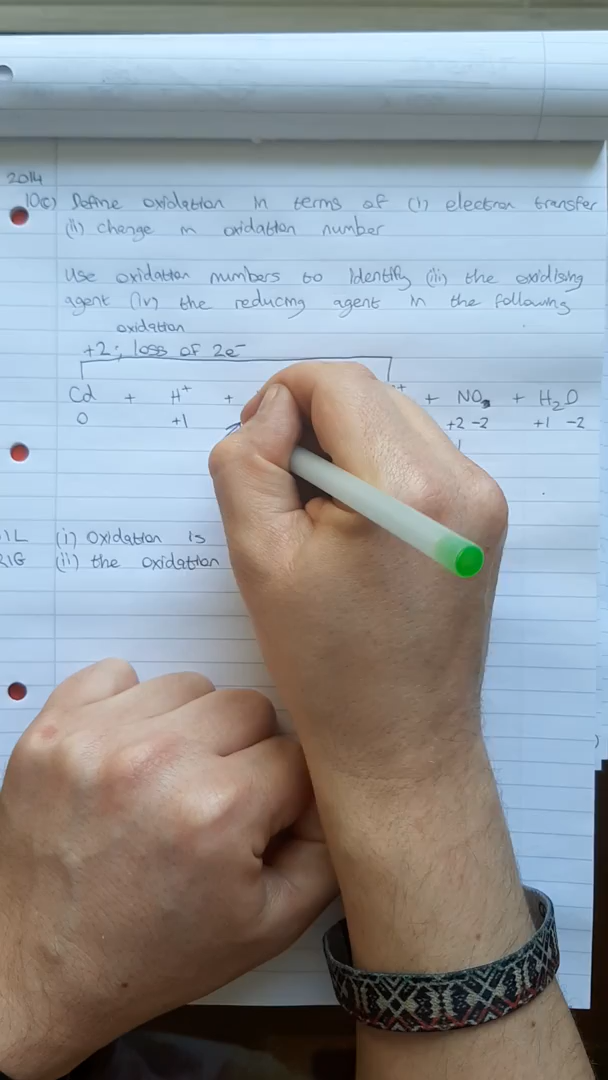 2014
10(c) Define oxidation in terms of (i) electron transfer
(ii) change in oxidation number
Use oxidation numbers to identify (iii) the oxidising
agent (iv) the reducing agent in the following
oxidation
+2; loss of 2e⁻
Cd + H⁺ + + NO + H₂O
0 +1 +2 -2 +1 -2
(i) Oxidation is
(ii) the oxidation